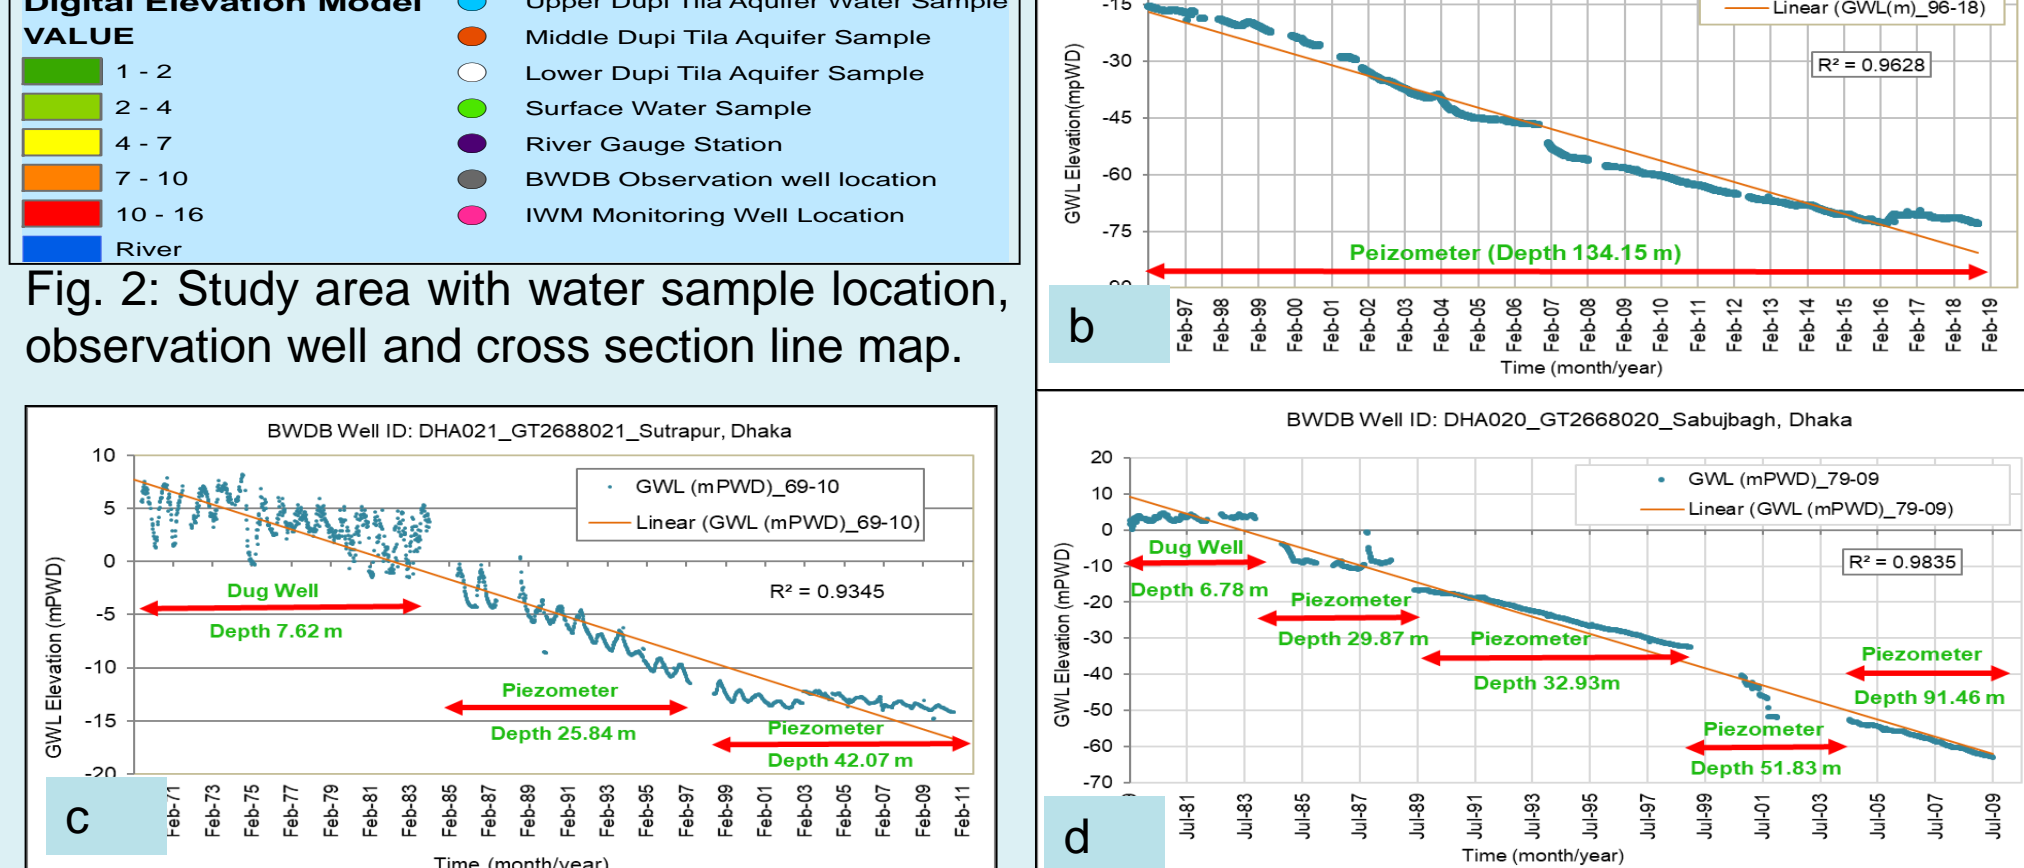 Digital Elevation Model
VALUE
1 - 2
2 - 4
4 - 7
7 - 10
10 - 16
River
Upper Dupi Tila Aquifer Water Sample
Middle Dupi Tila Aquifer Sample
Lower Dupi Tila Aquifer Sample
Surface Water Sample
River Gauge Station
BWDB Observation well location
IWM Monitoring Well Location
Fig. 2: Study area with water sample location,
observation well and cross section line map.
Linear (GWL(m)_96-18)
R² = 0.9628
GWL Elevation(mpWD)
-15
-30
-45
-60
-75
-90
Peizometer (Depth 134.15 m)
b
Feb-97 Feb-98 Feb-99 Feb-00 Feb-01 Feb-02 Feb-03 Feb-04 Feb-05 Feb-06 Feb-07 Feb-08 Feb-09 Feb-10 Feb-11 Feb-12 Feb-13 Feb-14 Feb-15 Feb-16 Feb-17 Feb-18 Feb-19
Time (month/year)
BWDB Well ID: DHA021_GT2688021_Sutrapur, Dhaka
GWL (mPWD)_69-10
Linear (GWL (mPWD)_69-10)
R² = 0.9345
GWL Elevation (mPWD)
10
5
0
-5
-10
-15
-20
Dug Well
Depth 7.62 m
Piezometer
Depth 25.84 m
Piezometer
Depth 42.07 m
c
Feb-71 Feb-73 Feb-75 Feb-77 Feb-79 Feb-81 Feb-83 Feb-85 Feb-87 Feb-89 Feb-91 Feb-93 Feb-95 Feb-97 Feb-99 Feb-01 Feb-03 Feb-05 Feb-07 Feb-09 Feb-11
Time (month/year)
BWDB Well ID: DHA020_GT2668020_Sabujbagh, Dhaka
GWL (mPWD)_79-09
Linear (GWL (mPWD)_79-09)
R² = 0.9835
GWL Elevation (mPWD)
20
10
0
-10
-20
-30
-40
-50
-60
-70
Dug Well
Depth 6.78 m
Piezometer
Depth 29.87 m
Piezometer
Depth 32.93m
Piezometer
Depth 51.83 m
Piezometer
Depth 91.46 m
d
Jul-81 Jul-83 Jul-85 Jul-87 Jul-89 Jul-91 Jul-93 Jul-95 Jul-97 Jul-99 Jul-01 Jul-03 Jul-05 Jul-07 Jul-09
Time (month/year)